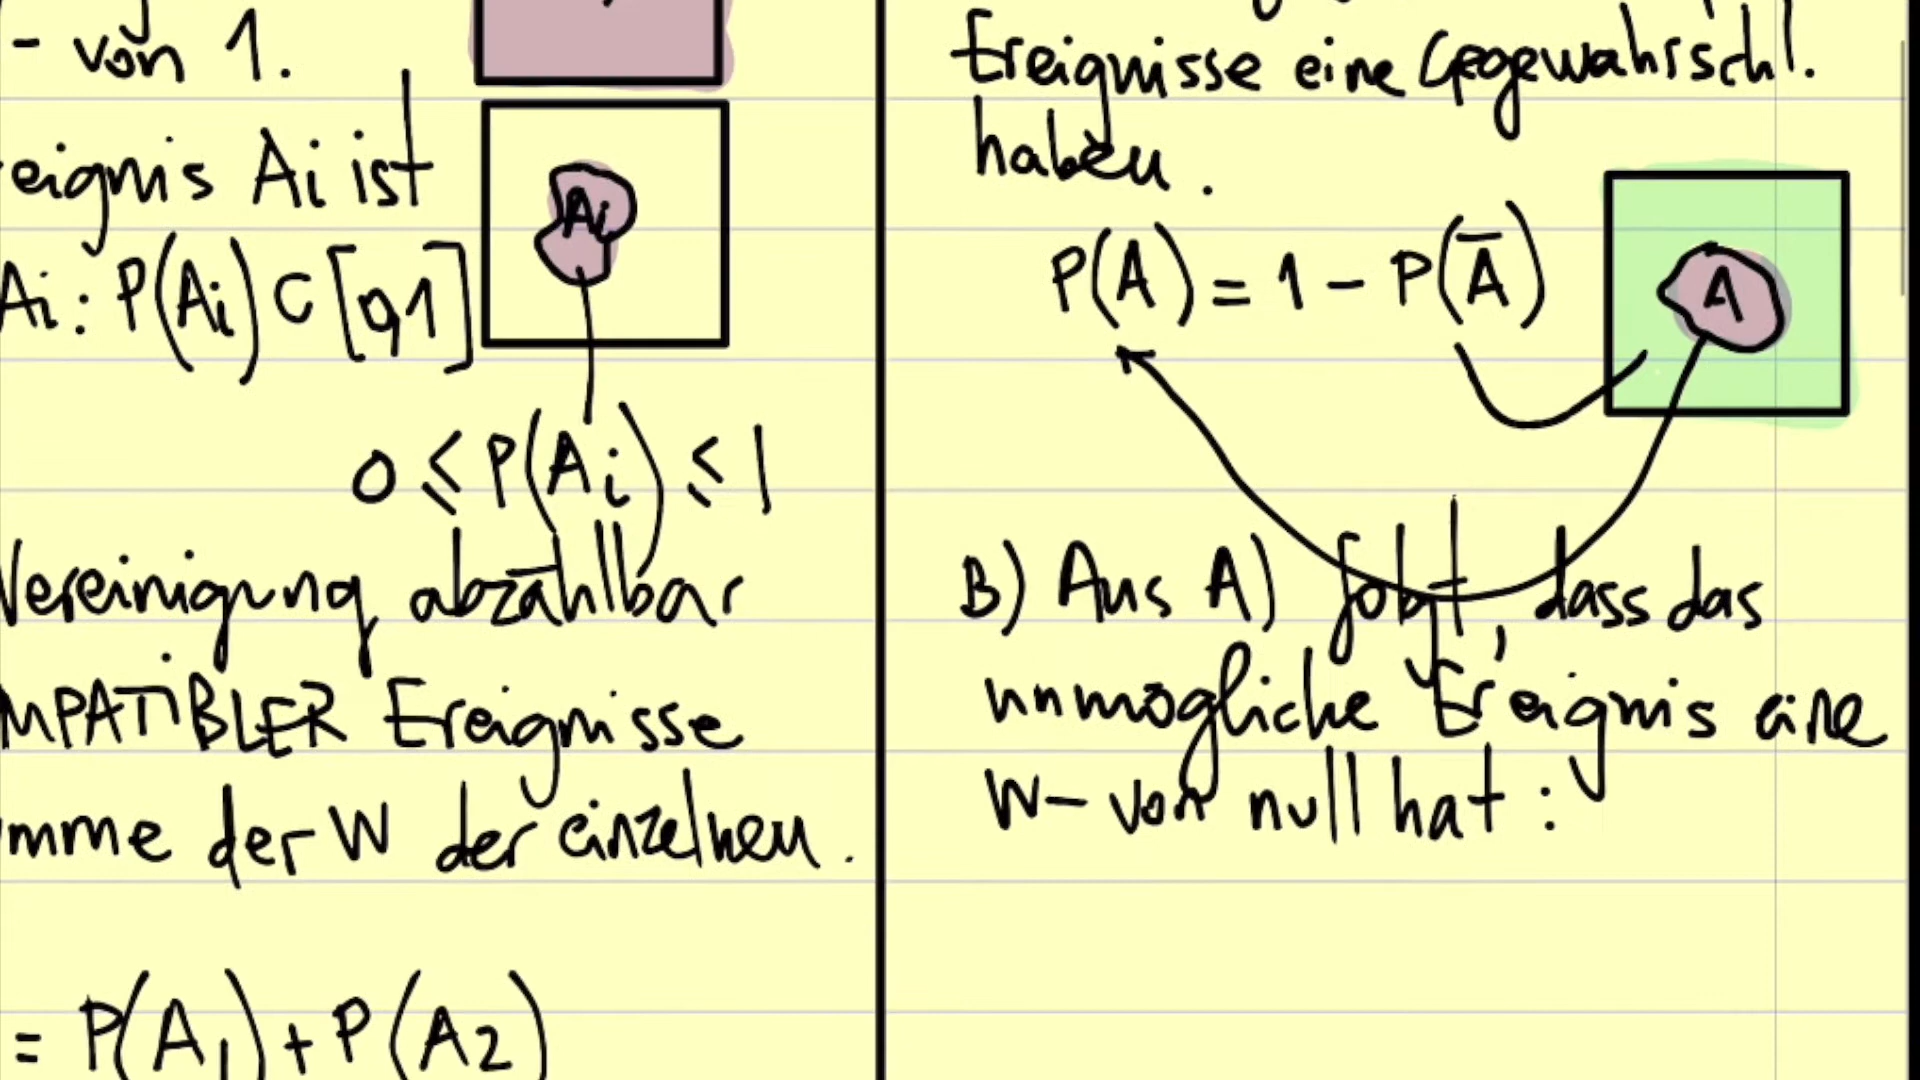 - von 1.
eignis Ai ist
Ai : P(Ai) C [0,1]
Ai
0 ≤ P(Ai) ≤ 1
Vereinigung abzählbar
MPATIBLER Ereignisse
mme der W der einzelnen.
= P(A1) + P(A2)
Ereignisse eine Gegewahrschl.
haben.
P(A) = 1 - P(A̅)
A
B) Aus A) folgt, dass das
unmögliche Ereignis eine
W- von null hat :